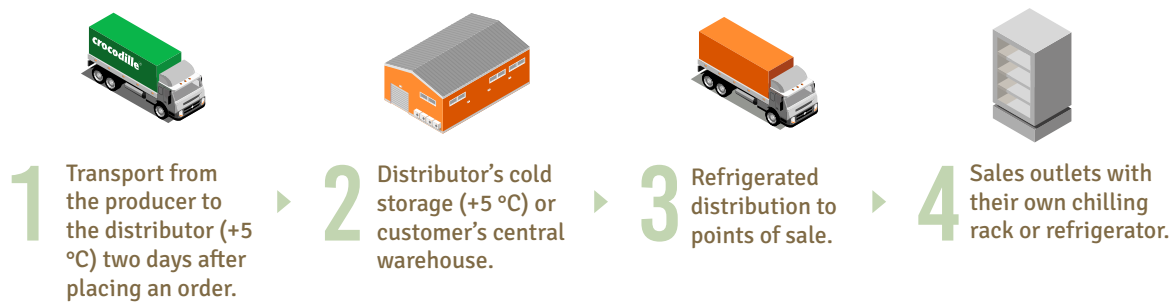 crocodille®
1
Transport from
the producer to
the distributor (+5
°C) two days after
placing an order.
2
Distributor’s cold
storage (+5 °C) or
customer’s central
warehouse.
3
Refrigerated
distribution to
points of sale.
4
Sales outlets with
their own chilling
rack or refrigerator.